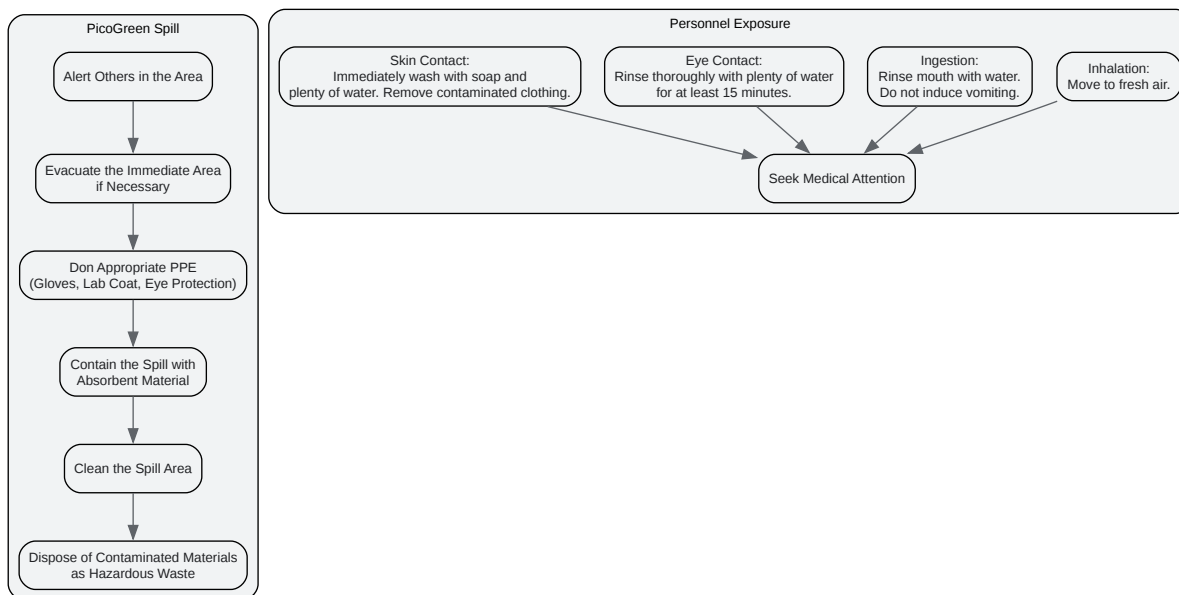 PicoGreen Spill
Alert Others in the Area
Evacuate the Immediate Area
if Necessary
Don Appropriate PPE
(Gloves, Lab Coat, Eye Protection)
Contain the Spill with
Absorbent Material
Clean the Spill Area
Dispose of Contaminated Materials
as Hazardous Waste
Personnel Exposure
Skin Contact:
Immediately wash with soap and
plenty of water. Remove contaminated clothing.
Eye Contact:
Rinse thoroughly with plenty of water
for at least 15 minutes.
Ingestion:
Rinse mouth with water.
Do not induce vomiting.
Inhalation:
Move to fresh air.
Seek Medical Attention